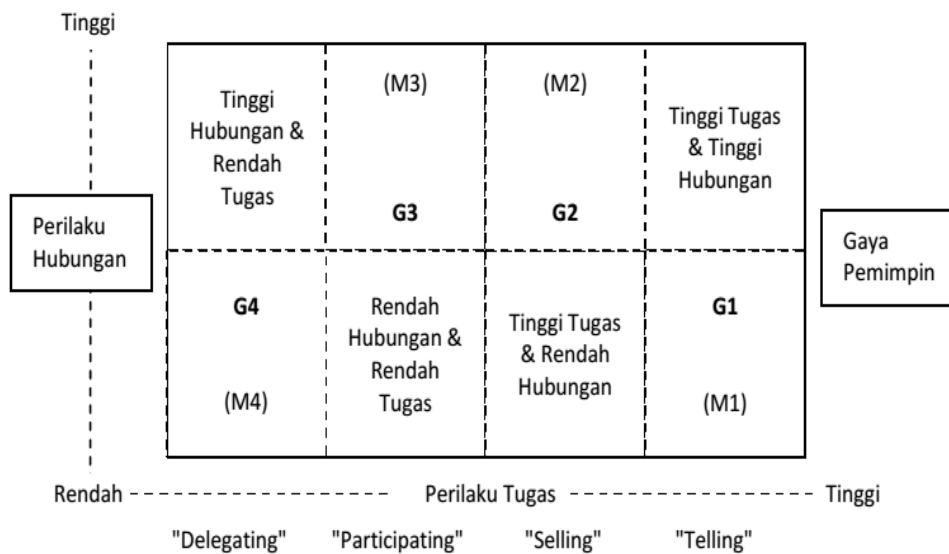 Tinggi
Tinggi
Hubungan &
Rendah
Tugas
(M3)
G3
(M2)
G2
Tinggi Tugas
& Tinggi
Hubungan
Perilaku
Hubungan
Gaya
Pemimpin
G4
(M4)
Rendah
Hubungan &
Rendah
Tugas
Tinggi Tugas
& Rendah
Hubungan
G1
(M1)
Rendah Perilaku Tugas Tinggi
"Delegating" "Participating" "Selling" "Telling"